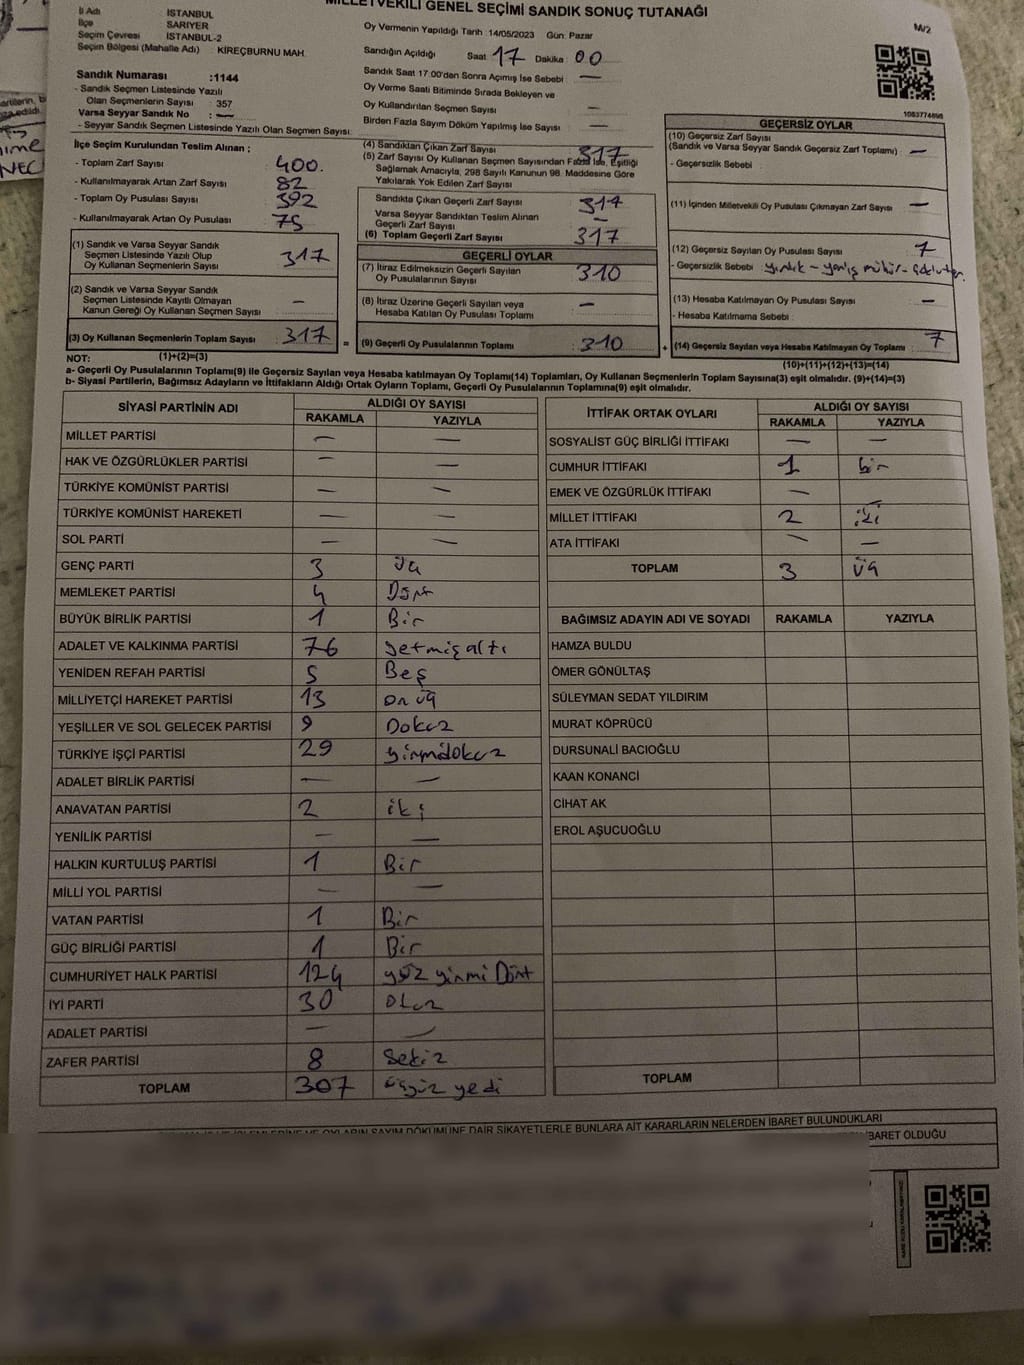 MİLLETVEKİLİ GENEL SEÇİMİ SANDIK SONUÇ TUTANAĞI
M/2
İl Adı İSTANBUL
İlçe SARIYER
Seçim Çevresi İSTANBUL-2
Seçim Bölgesi (Mahalle Adı) : KİREÇBURNU MAH.
Sandık Numarası :1144
- Sandık Seçmen Listesinde Yazılı
Olan Seçmenlerin Sayısı : 357
Varsa Seyyar Sandık No : —
- Seyyar Sandık Seçmen Listesinde Yazılı Olan Seçmen Sayısı:
Oy Vermenin Yapıldığı Tarih :14/05/2023 Gün: Pazar
Sandığın Açıldığı Saat 17 Dakika 00
Sandık Saat 17:00'den Sonra Açımış İse Sebebi : —
Oy Verme Saati Bitiminde Sırada Bekleyen ve
Oy Kullandırılan Seçmen Sayısı —
Birden Fazla Sayım Döküm Yapılmış İse Sayısı : —
1083774898
İlçe Seçim Kurulundan Teslim Alınan ;
- Toplam Zarf Sayısı : 400.
- Kullanılmayarak Artan Zarf Sayısı : 82
- Toplam Oy Pusulası Sayısı : 392
- Kullanılmayarak Artan Oy Pusulası : 75
(1) Sandık ve Varsa Seyyar Sandık
Seçmen Listesinde Yazılı Olup
Oy Kullanan Seçmenlerin Sayısı : 317
(2) Sandık ve Varsa Seyyar Sandık
Seçmen Listesinde Kayıtlı Olmayan
Kanun Gereği Oy Kullanan Seçmen Sayısı : —
(3) Oy Kullanan Seçmenlerin Toplam Sayısı : 317 =
(1)+(2)=(3)
(4) Sandıktan Çıkan Zarf Sayısı : 317
(5) Zarf Sayısı Oy Kullanan Seçmen Sayısından Fazla İse, Eşitliği
Sağlamak Amacıyla, 298 Sayılı Kanunun 98. Maddesine Göre
Yakılarak Yok Edilen Zarf Sayısı :
Sandıkta Çıkan Geçerli Zarf Sayısı : 317
Varsa Seyyar Sandıktan Teslim Alınan
Geçerli Zarf Sayısı : —
(6) Toplam Geçerli Zarf Sayısı 317
GEÇERLİ OYLAR
(7) İtiraz Edilmeksizin Geçerli Sayılan
Oy Pusulalarının Sayısı : 310
(8) İtiraz Üzerine Geçerli Sayılan veya
Hesaba Katılan Oy Pusulası Toplamı —
(9) Geçerli Oy Pusulalarının Toplamı : 310 +
GEÇERSİZ OYLAR
(10) Geçersiz Zarf Sayısı
(Sandık ve Varsa Seyyar Sandık Geçersiz Zarf Toplamı) : —
- Geçersizlik Sebebi :
(11) İçinden Milletvekili Oy Pusulası Çıkmayan Zarf Sayısı : —
(12) Geçersiz Sayılan Oy Pusulası Sayısı : 7
- Geçersizlik Sebebi : yırtık - yanlış mühür -
(13) Hesaba Katılmayan Oy Pusulası Sayısı : —
- Hesaba Katılmama Sebebi :
(14) Geçersiz Sayılan veya Hesaba Katılmayan Oy Toplamı : 7
(10)+(11)+(12)+(13)=(14)
NOT:
a- Geçerli Oy Pusulalarının Toplamı(9) ile Geçersiz Sayılan veya Hesaba katılmayan Oy Toplamı(14) Toplamları, Oy Kullanan Seçmenlerin Toplam Sayısına(3) eşit olmalıdır. (9)+(14)=(3)
b- Siyasi Partilerin, Bağımsız Adayların ve İttifakların Aldığı Ortak Oyların Toplamı, Geçerli Oy Pusulalarının Toplamına(9) eşit olmalıdır.
SİYASİ PARTİNİN ADI ALDIĞI OY SAYISI
RAKAMLA YAZIYLA
MİLLET PARTİSİ — —
HAK VE ÖZGÜRLÜKLER PARTİSİ — —
TÜRKİYE KOMÜNİST PARTİSİ — —
TÜRKİYE KOMÜNİST HAREKETİ — —
SOL PARTİ — —
GENÇ PARTİ 3 Üç
MEMLEKET PARTİSİ 4 Dört
BÜYÜK BİRLİK PARTİSİ 1 Bir
ADALET VE KALKINMA PARTİSİ 76 yetmişaltı
YENİDEN REFAH PARTİSİ 5 Beş
MİLLİYETÇİ HAREKET PARTİSİ 13 on üç
YEŞİLLER VE SOL GELECEK PARTİSİ 9 Dokuz
TÜRKİYE İŞÇİ PARTİSİ 29 yirmidokuz
ADALET BİRLİK PARTİSİ — —
ANAVATAN PARTİSİ 2 iki
YENİLİK PARTİSİ — —
HALKIN KURTULUŞ PARTİSİ 1 Bir
MİLLİ YOL PARTİSİ — —
VATAN PARTİSİ 1 Bir
GÜÇ BİRLİĞİ PARTİSİ 1 Bir
CUMHURİYET HALK PARTİSİ 124 yüz yirmi Dört
İYİ PARTİ 30 Otuz
ADALET PARTİSİ — —
ZAFER PARTİSİ 8 Sekiz
TOPLAM 307 üçyüz yedi
İTTİFAK ORTAK OYLARI ALDIĞI OY SAYISI
RAKAMLA YAZIYLA
SOSYALİST GÜÇ BİRLİĞİ İTTİFAKI — —
CUMHUR İTTİFAKI 1 bir
EMEK VE ÖZGÜRLÜK İTTİFAKI — —
MİLLET İTTİFAKI 2 iki
ATA İTTİFAKI — —
TOPLAM 3 üç
BAĞIMSIZ ADAYIN ADI VE SOYADI RAKAMLA YAZIYLA
HAMZA BULDU
ÖMER GÖNÜLTAŞ
SÜLEYMAN SEDAT YILDIRIM
MURAT KÖPRÜCÜ
DURSUNALİ BACIOĞLU
KAAN KONANCİ
CİHAT AK
EROL AŞUCUOĞLU
TOPLAM
OYLARIN SAYIM DÖKÜMÜNE DAİR ŞİKAYETLERLE BUNLARA AİT KARARLARIN NELERDEN İBARET BULUNDUKLARI
İBARET OLDUĞU